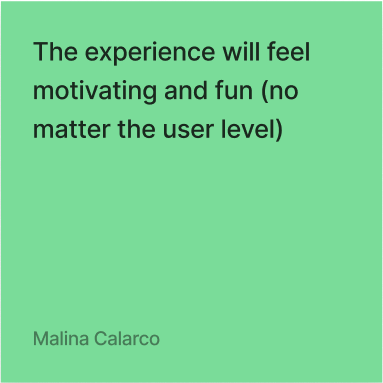 The experience will feel
motivating and fun (no
matter the user level)
Malina Calarco